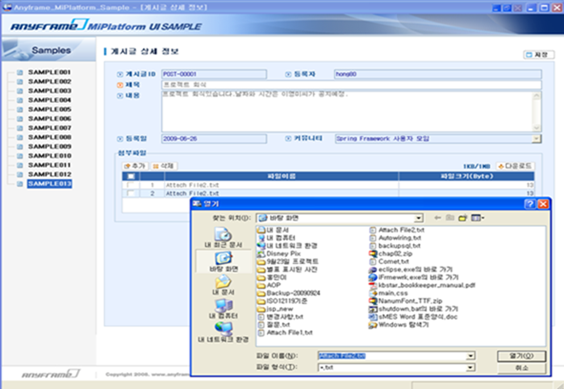 Anyframe_MiPlatform_Sample - [게시글 상세 정보]
ANYFRAME MiPlatform UI SAMPLE
Samples
SAMPLE001
SAMPLE002
SAMPLE003
SAMPLE004
SAMPLE005
SAMPLE006
SAMPLE007
SAMPLE008
SAMPLE009
SAMPLE010
SAMPLE011
SAMPLE012
SAMPLE013
게시글 상세 정보
저장
게시글ID POST-00001 등록자 hong80
제목 프로젝트 회식
내용 프로젝트 회식있습니다.날짜와 시간은 이영미씨가 공지예정.
등록일 2009-06-26 커뮤니티 Spring Framework 사용자 모임
첨부파일
추가 삭제 1KB/1MB 다운로드
파일이름 파일크기(Byte)
1 Attach File2.txt 13
2 Attach File2.txt 13
열기
찾는 위치(I): 바탕 화면
내 최근 문서
바탕 화면
내 문서
내 컴퓨터
내 네트워크 환경
내 문서
내 컴퓨터
내 네트워크 환경
Disney Pix
9월23일 프로젝트
별표 표시된 사진
홍민미
AOP
Backup-20090924
ISO12119기준
jsp_new
변경사항.txt
질문.txt
Attach File1.txt
Attach File2.txt
Autowiring.txt
backupsql.txt
chap02.zip
Comet.txt
eclipse.exe의 바로 가기
iFrmewrk.exe의 바로 가기
kbstar_bookkeeper_manual.pdf
main.css
NanumFont_TTF.zip
shutdown.bat의 바로 가기
sMES Word 표준양식.doc
Windows 탐색기
파일 이름(N): Attach File2.txt 열기(O)
파일 형식(T): *.txt 취소
ANYFRAME Copyright 2009. www.anyfram